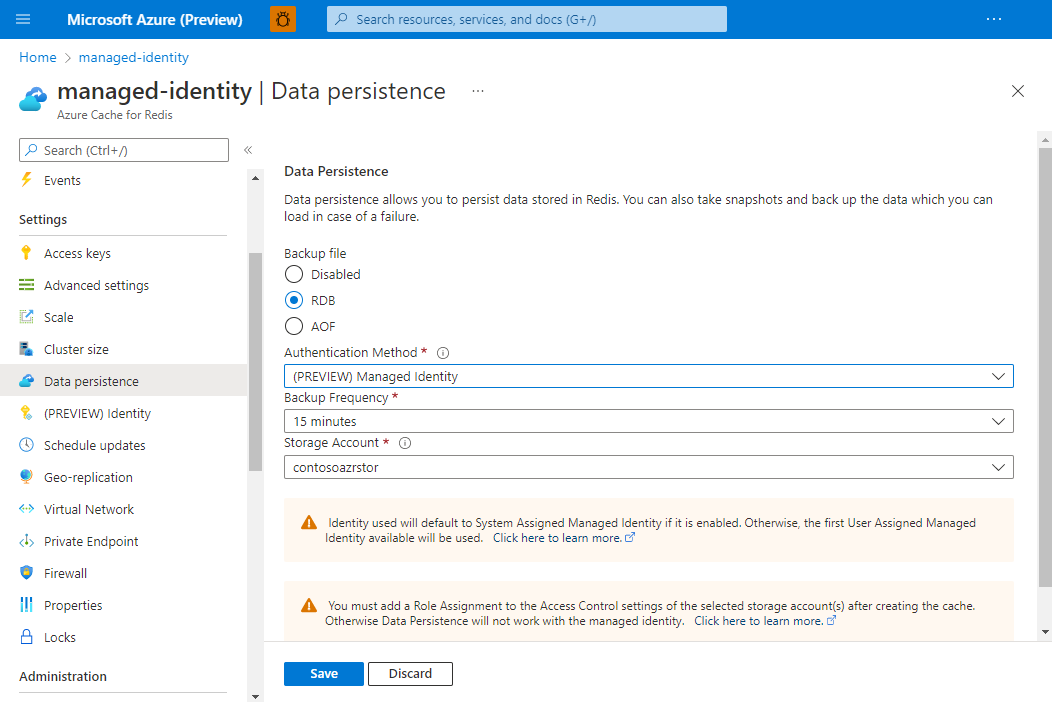 Microsoft Azure (Preview)
Search resources, services, and docs (G+/)
...
Home > managed-identity
managed-identity | Data persistence ...
Azure Cache for Redis
Search (Ctrl+/)
«
Events
Settings
Access keys
Advanced settings
Scale
Cluster size
Data persistence
(PREVIEW) Identity
Schedule updates
Geo-replication
Virtual Network
Private Endpoint
Firewall
Properties
Locks
Administration
Data Persistence
Data persistence allows you to persist data stored in Redis. You can also take snapshots and back up the data which you can
load in case of a failure.
Backup file
Disabled
RDB
AOF
Authentication Method *
(PREVIEW) Managed Identity
Backup Frequency *
15 minutes
Storage Account *
contosoazrstor
Identity used will default to System Assigned Managed Identity if it is enabled. Otherwise, the first User Assigned Managed
Identity available will be used. Click here to learn more.
You must add a Role Assignment to the Access Control settings of the selected storage account(s) after creating the cache.
Otherwise Data Persistence will not work with the managed identity. Click here to learn more.
Save
Discard